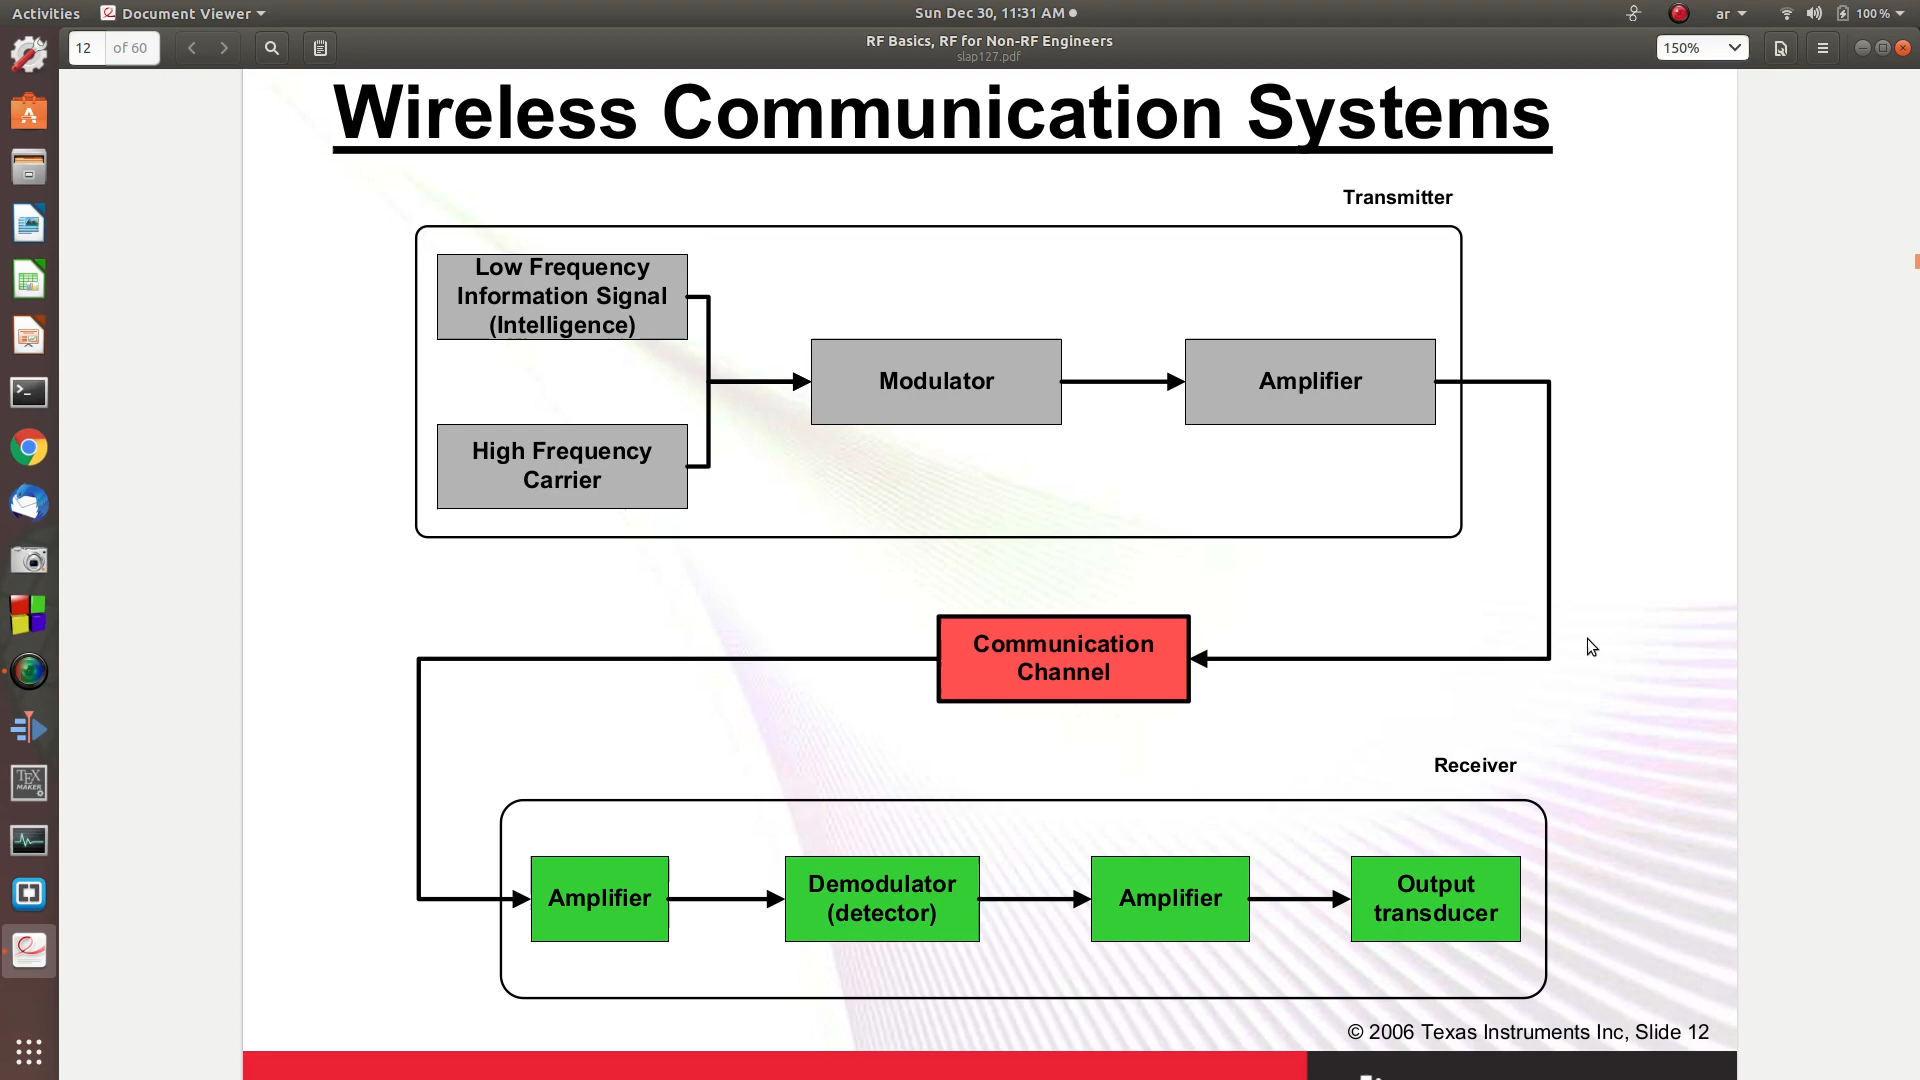 Activities
Document Viewer
Sun Dec 30, 11:31 AM
ar
100 %
12
of 60
RF Basics, RF for Non-RF Engineers
slap127.pdf
150%
Wireless Communication Systems
Transmitter
Low Frequency
Information Signal
(Intelligence)
High Frequency
Carrier
Modulator
Amplifier
Communication
Channel
Receiver
Amplifier
Demodulator
(detector)
Amplifier
Output
transducer
TEX
MAKER
© 2006 Texas Instruments Inc, Slide 12